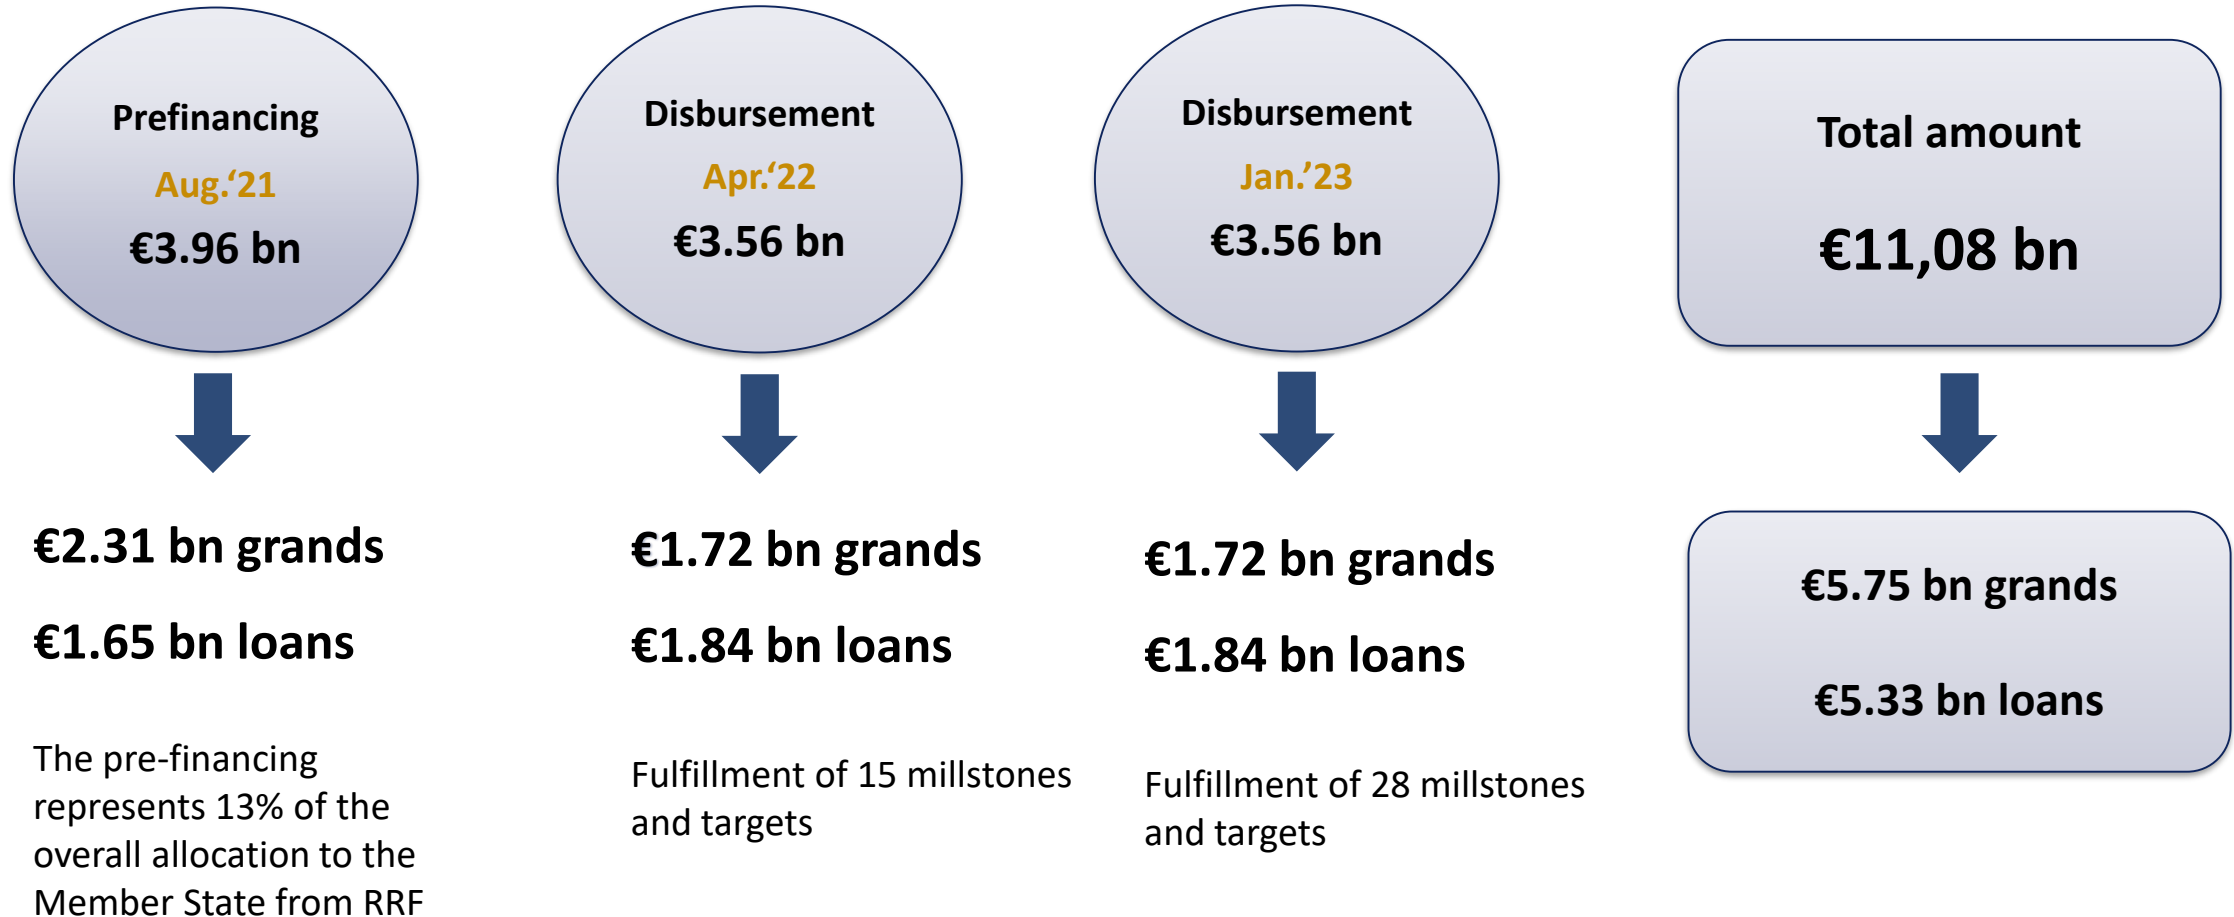 Prefinancing
Aug.‘21
€3.96 bn
€2.31 bn grands
€1.65 bn loans
The pre-financing
represents 13% of the
overall allocation to the
Member State from RRF
Disbursement
Apr.‘22
€3.56 bn
€1.72 bn grands
€1.84 bn loans
Fulfillment of 15 millstones
and targets
Disbursement
Jan.’23
€3.56 bn
€1.72 bn grands
€1.84 bn loans
Fulfillment of 28 millstones
and targets
Total amount
€11,08 bn
€5.75 bn grands
€5.33 bn loans